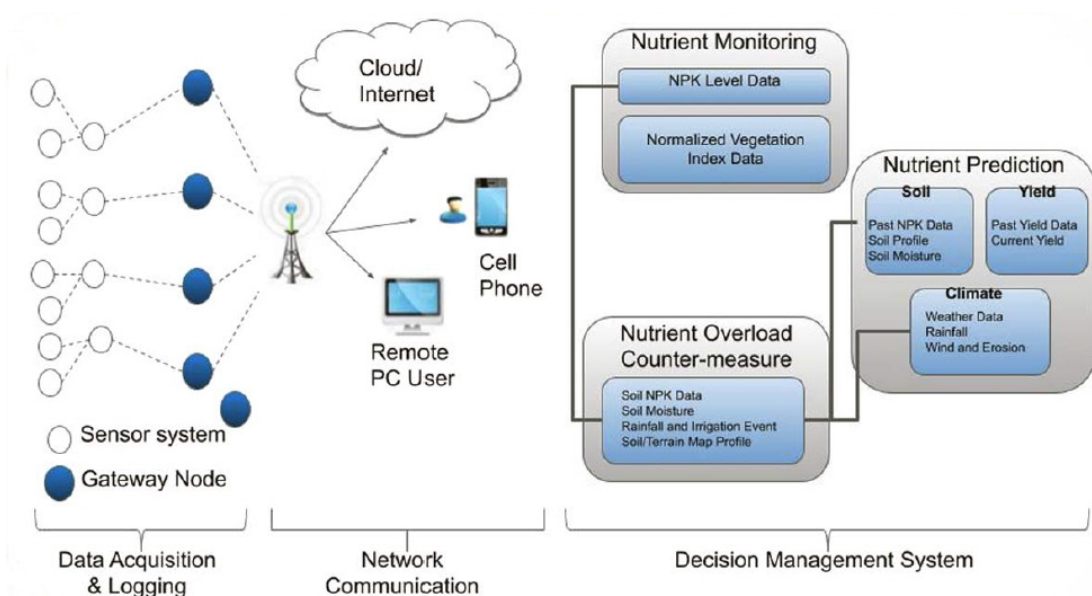 Cloud/
Internet
Cell
Phone
Remote
PC User
Sensor system
Gateway Node
Data Acquisition
& Logging
Network
Communication
Nutrient Monitoring
NPK Level Data
Normalized Vegetation
Index Data
Nutrient Prediction
Soil
Past NPK Data
Soil Profile
Soil Moisture
Yield
Past Yield Data
Current Yield
Climate
Weather Data
Rainfall
Wind and Erosion
Nutrient Overload
Counter-measure
Soil NPK Data
Soil Moisture
Rainfall and Irrigation Event
Soil/Terrain Map Profile
Decision Management System